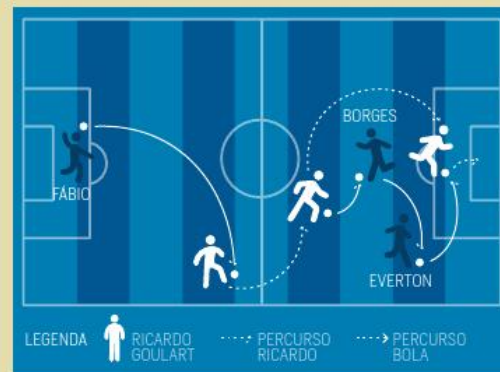 BORGES
FÁBIO
EVERTON
LEGENDA
RICARDO
GOULART
PERCURSO
RICARDO
PERCURSO
BOLA